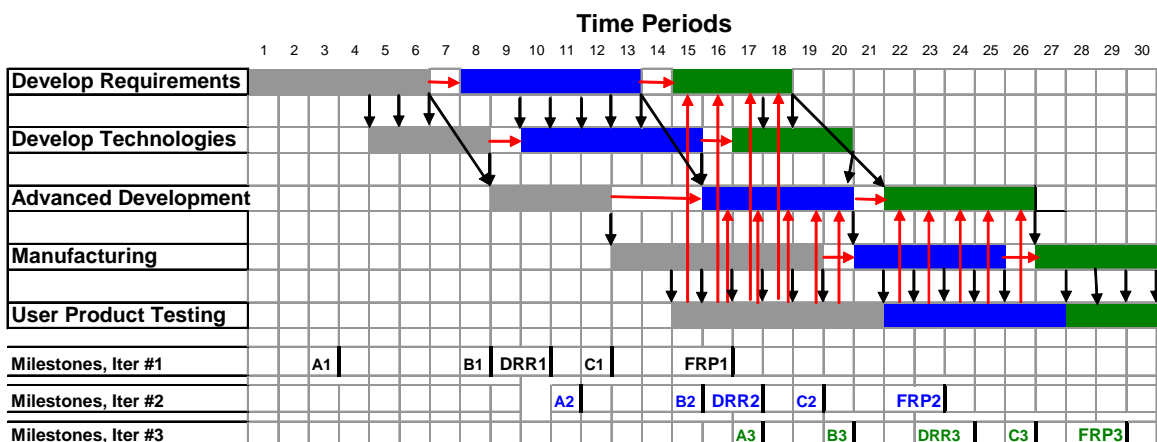 Time Periods
1 2 3 4 5 6 7 8 9 10 11 12 13 14 15 16 17 18 19 20 21 22 23 24 25 26 27 28 29 30
Develop Requirements
Develop Technologies
Advanced Development
Manufacturing
User Product Testing
Milestones, Iter #1 A1 B1 DRR1 C1 FRP1
Milestones, Iter #2 A2 B2 DRR2 C2 FRP2
Milestones, Iter #3 A3 B3 DRR3 C3 FRP3